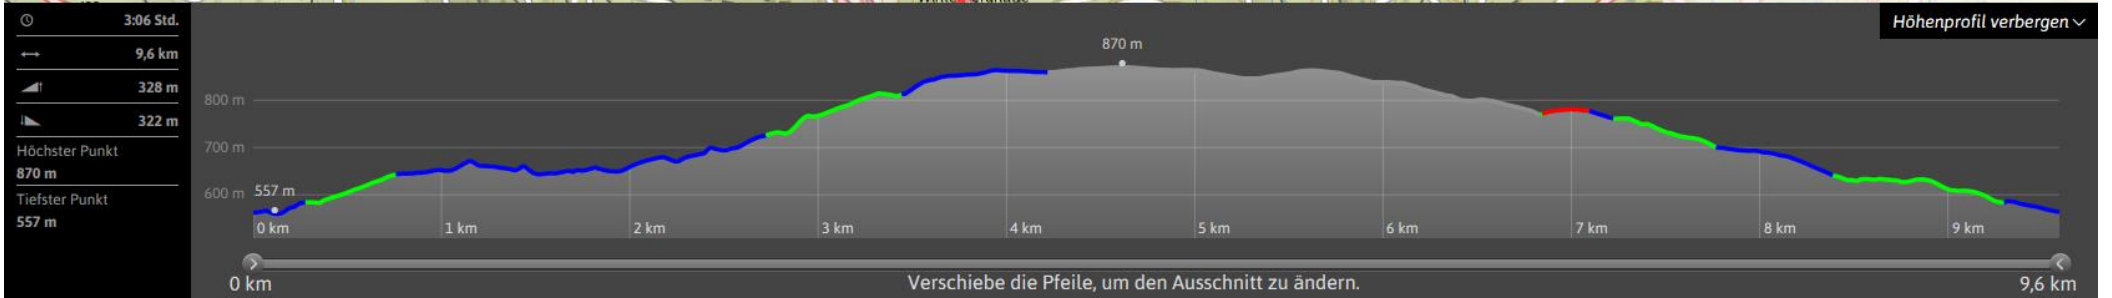 3:06 Std.
9,6 km
328 m
322 m
Höchster Punkt
870 m
Tiefster Punkt
557 m
Höhenprofil verbergen
870 m
800 m
700 m
600 m
557 m
0 km
1 km
2 km
3 km
4 km
5 km
6 km
7 km
8 km
9 km
0 km
Verschiebe die Pfeile, um den Ausschnitt zu ändern.
9,6 km